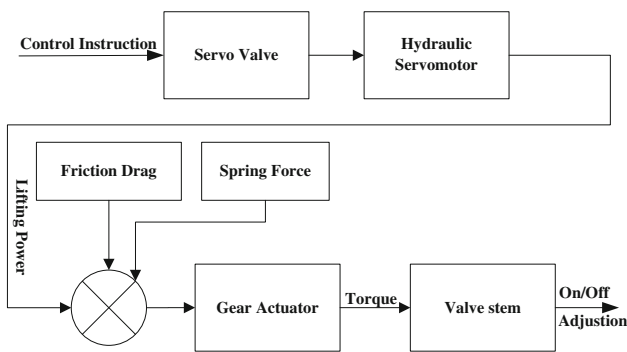 Control Instruction
Servo Valve
Hydraulic
Servomotor
Friction Drag
Spring Force
Lifting Power
Gear Actuator
Torque
Valve stem
On/Off
Adjustion